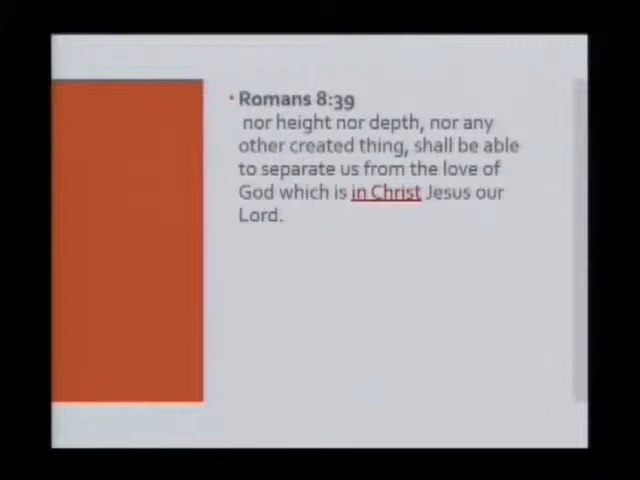 Romans 8:39
nor height nor depth, nor any
other created thing, shall be able
to separate us from the love of
God which is in Christ Jesus our
Lord.